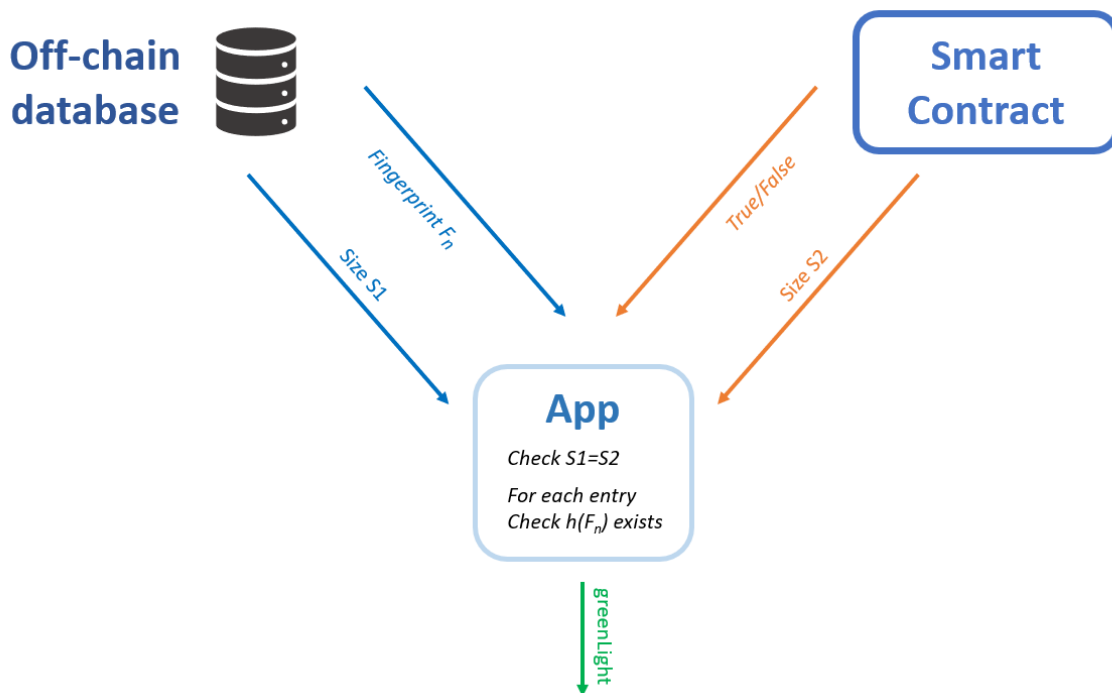 Off-chain
database
Smart
Contract
Fingerprint Fn
True/False
Size S1
Size S2
App
Check S1=S2
For each entry
Check h(Fn) exists
greenLight